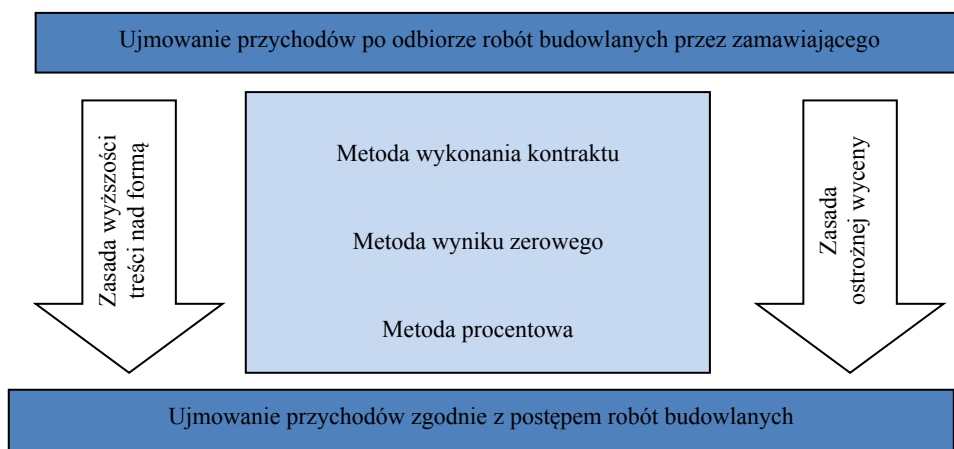 Ujmowanie przychodów po odbiorze robót budowlanych przez zamawiającego
Zasada wyższości
treści nad formą
Metoda wykonania kontraktu
Metoda wyniku zerowego
Metoda procentowa
Zasada
ostrożnej wyceny
Ujmowanie przychodów zgodnie z postępem robót budowlanych